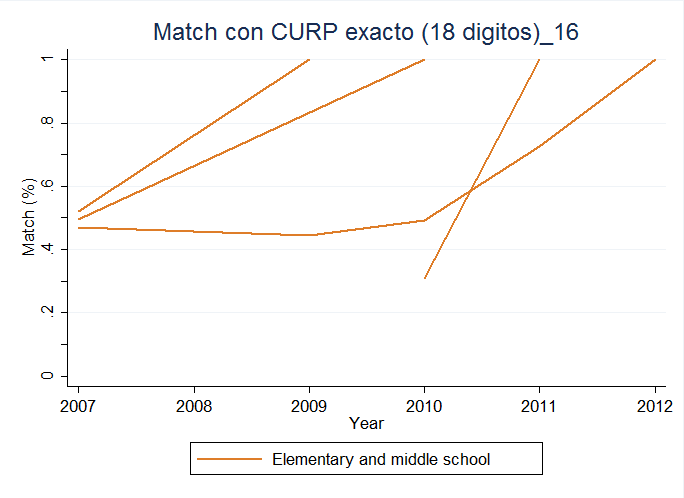 Match con CURP exacto (18 digitos)_16
Match (%)
1
.8
.6
.4
.2
0
2007 2008 2009 2010 2011 2012
Year
Elementary and middle school